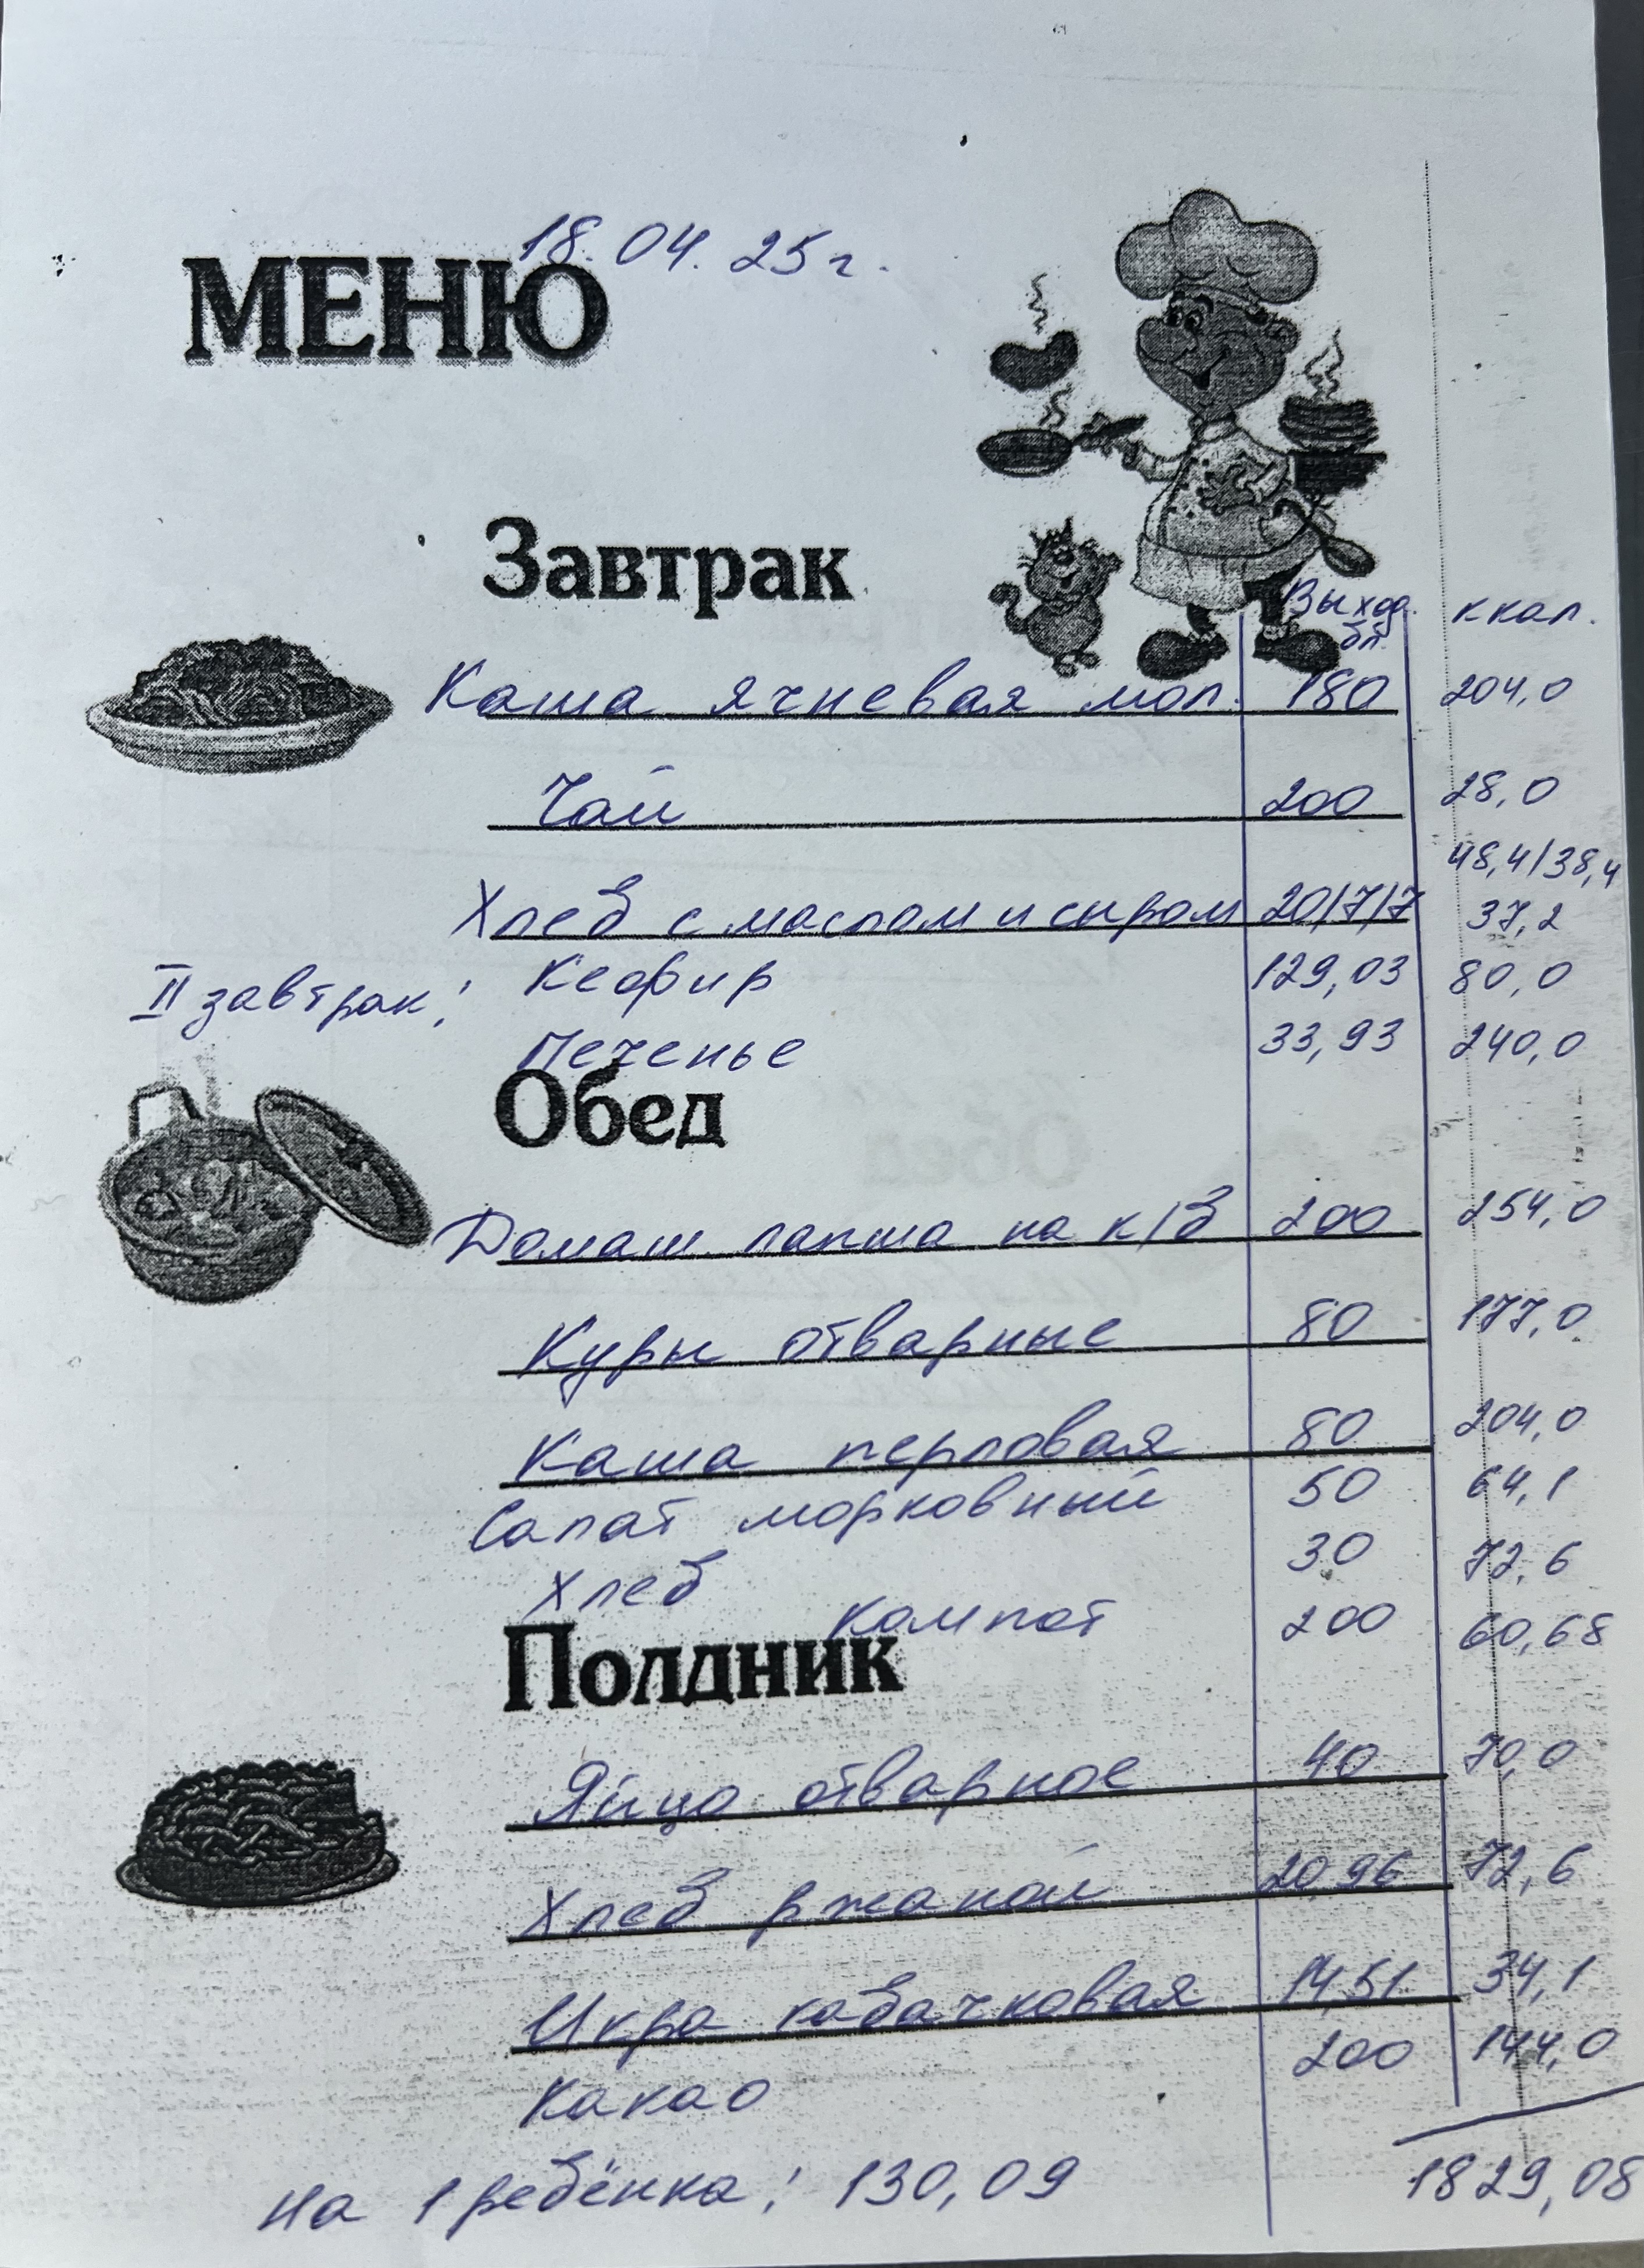 18.04.25г.
МЕНЮ
Завтрак
Выход. ккал.
бл.
Каша ячневая мол. 180 204,0
Чай 200 28,0
48,4/38,4
Хлеб с маслом и сыром 20/7/7 37,2
II завтрак: Кефир 129,03 80,0
Печенье 33,93 240,0
Обед
Домаш. лапша на к/б 200 254,0
Куры отварные 80 177,0
Каша перловая 80 204,0
Салат морковный 50 64,1
Хлеб 30 72,6
Компот 200 60,68
Полдник
Яйцо отварное 40 70,0
Хлеб ржаной 20,96 72,6
Икра кабачковая 14,51 34,1
Какао 200 144,0
На 1 ребёнка: 130,09 1829,08